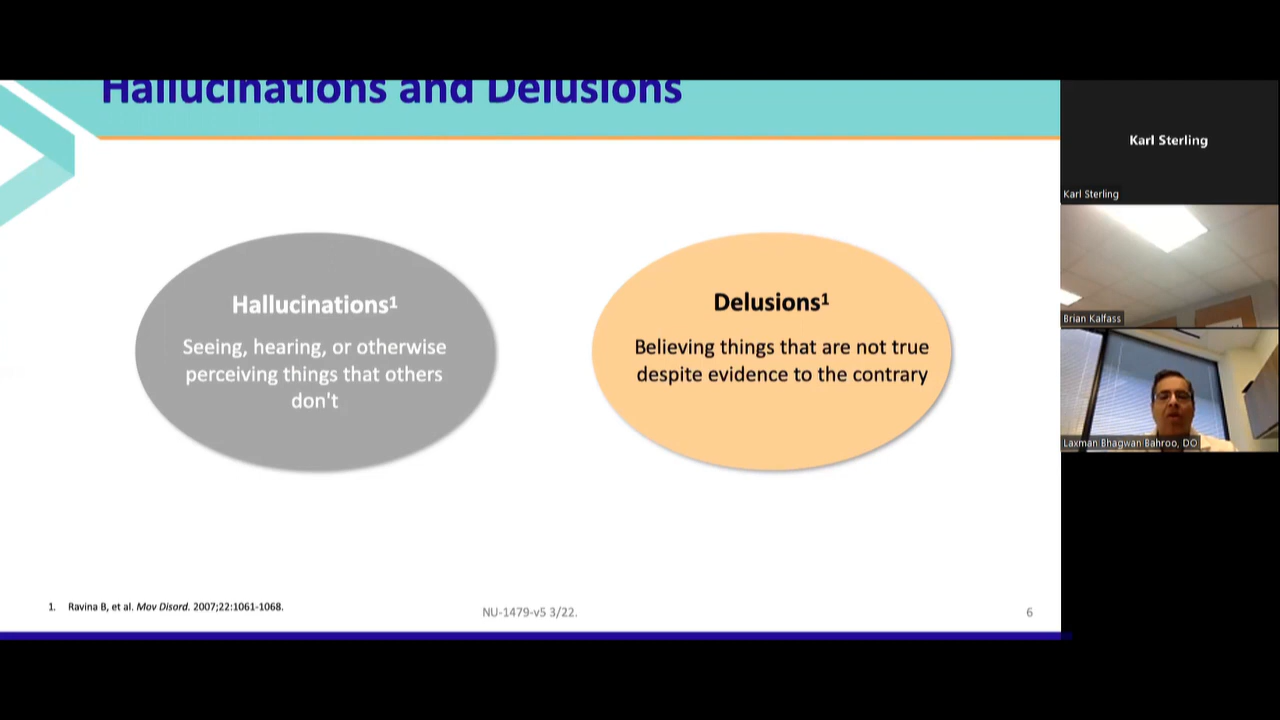 Hallucinations and Delusions
Hallucinations¹
Seeing, hearing, or otherwise
perceiving things that others
don't
Delusions¹
Believing things that are not true
despite evidence to the contrary
1. Ravina B, et al. Mov Disord. 2007;22:1061-1068.
NU-1479-v5 3/22.
6
Karl Sterling
Karl Sterling
Brian Kalfass
Laxman Bhagwan Bahroo, DO